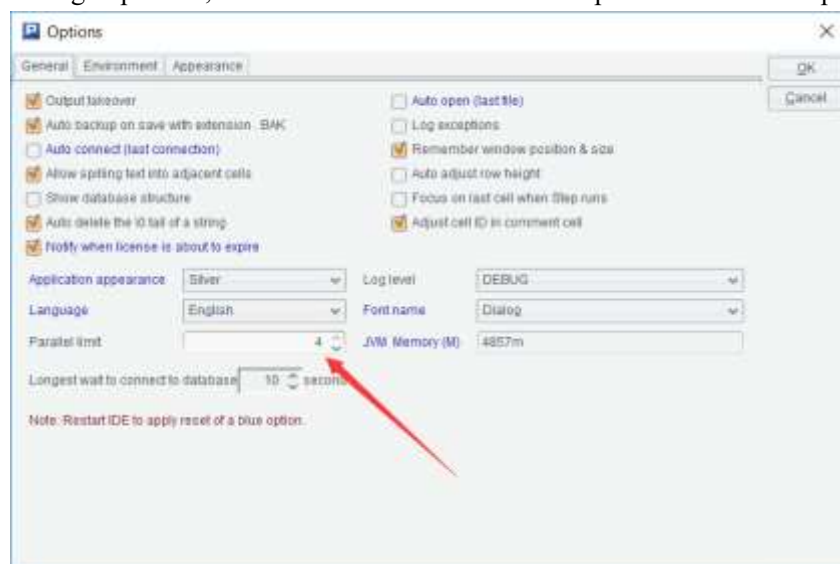 Options
General Environment Appearance
OK
Cancel
Output takeover
Auto open (last file)
Auto backup on save with extension .BAK
Log exceptions
Auto connect (last connection)
Remember window position & size
Allow spilling text into adjacent cells
Auto adjust row height
Show database structure
Focus on last cell when Step runs
Auto delete the \0 tail of a string
Adjust cell ID in comment cell
Notify when license is about to expire
Application appearance Silver Log level DEBUG
Language English Font name Dialog
Parallel limit 4 JVM Memory (M) 4857m
Longest wait to connect to database 10 second
Note: Restart IDE to apply reset of a blue option.